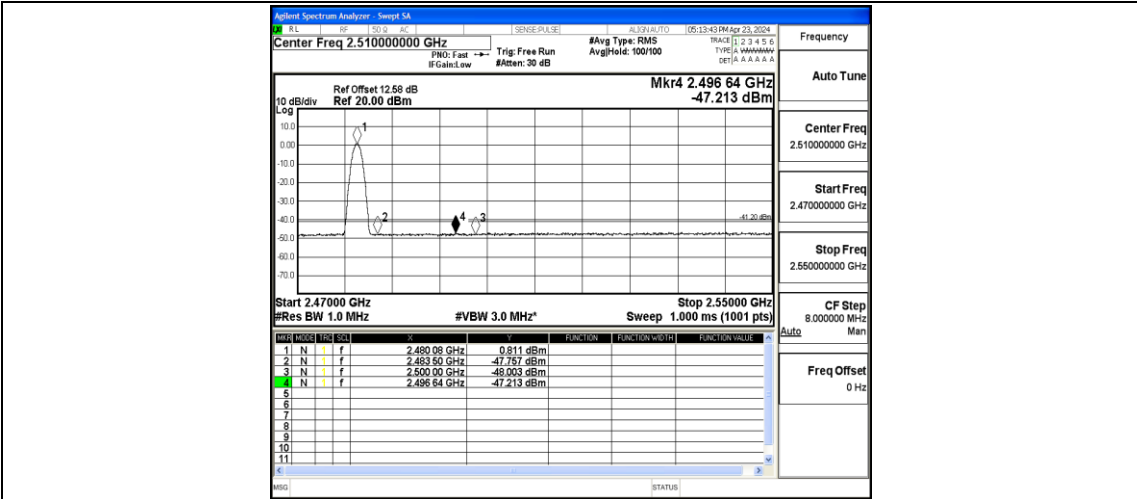 Agilent Spectrum Analyzer - Swept SA
RL RF 50 Ω AC SENSE:PULSE ALIGN AUTO 05:13:43 PM Apr 23, 2024
Center Freq 2.510000000 GHz
PNO: Fast
IFGain:Low
Trig: Free Run
#Atten: 30 dB
#Avg Type: RMS
Avg|Hold: 100/100
TRACE 1 2 3 4 5 6
TYPE A WWWWW
DET A A A A A A
Frequency
Auto Tune
Center Freq
2.510000000 GHz
Start Freq
2.470000000 GHz
Stop Freq
2.550000000 GHz
CF Step
8.000000 MHz
Auto Man
Freq Offset
0 Hz
Mkr4 2.496 64 GHz
-47.213 dBm
Ref Offset 12.58 dB
10 dB/div Ref 20.00 dBm
Log
10.0
0.00
-10.0
-20.0
-30.0
-40.0
-50.0
-60.0
-70.0
1
2
4
3
-41.20 dBm
Start 2.47000 GHz Stop 2.55000 GHz
#Res BW 1.0 MHz #VBW 3.0 MHz* Sweep 1.000 ms (1001 pts)
MKR MODE TRC SCL X Y FUNCTION FUNCTION WIDTH FUNCTION VALUE
1 N 1 f 2.480 08 GHz 0.811 dBm
2 N 1 f 2.483 50 GHz -47.757 dBm
3 N 1 f 2.500 00 GHz -48.003 dBm
4 N 1 f 2.496 64 GHz -47.213 dBm
5
6
7
8
9
10
11
MSG STATUS